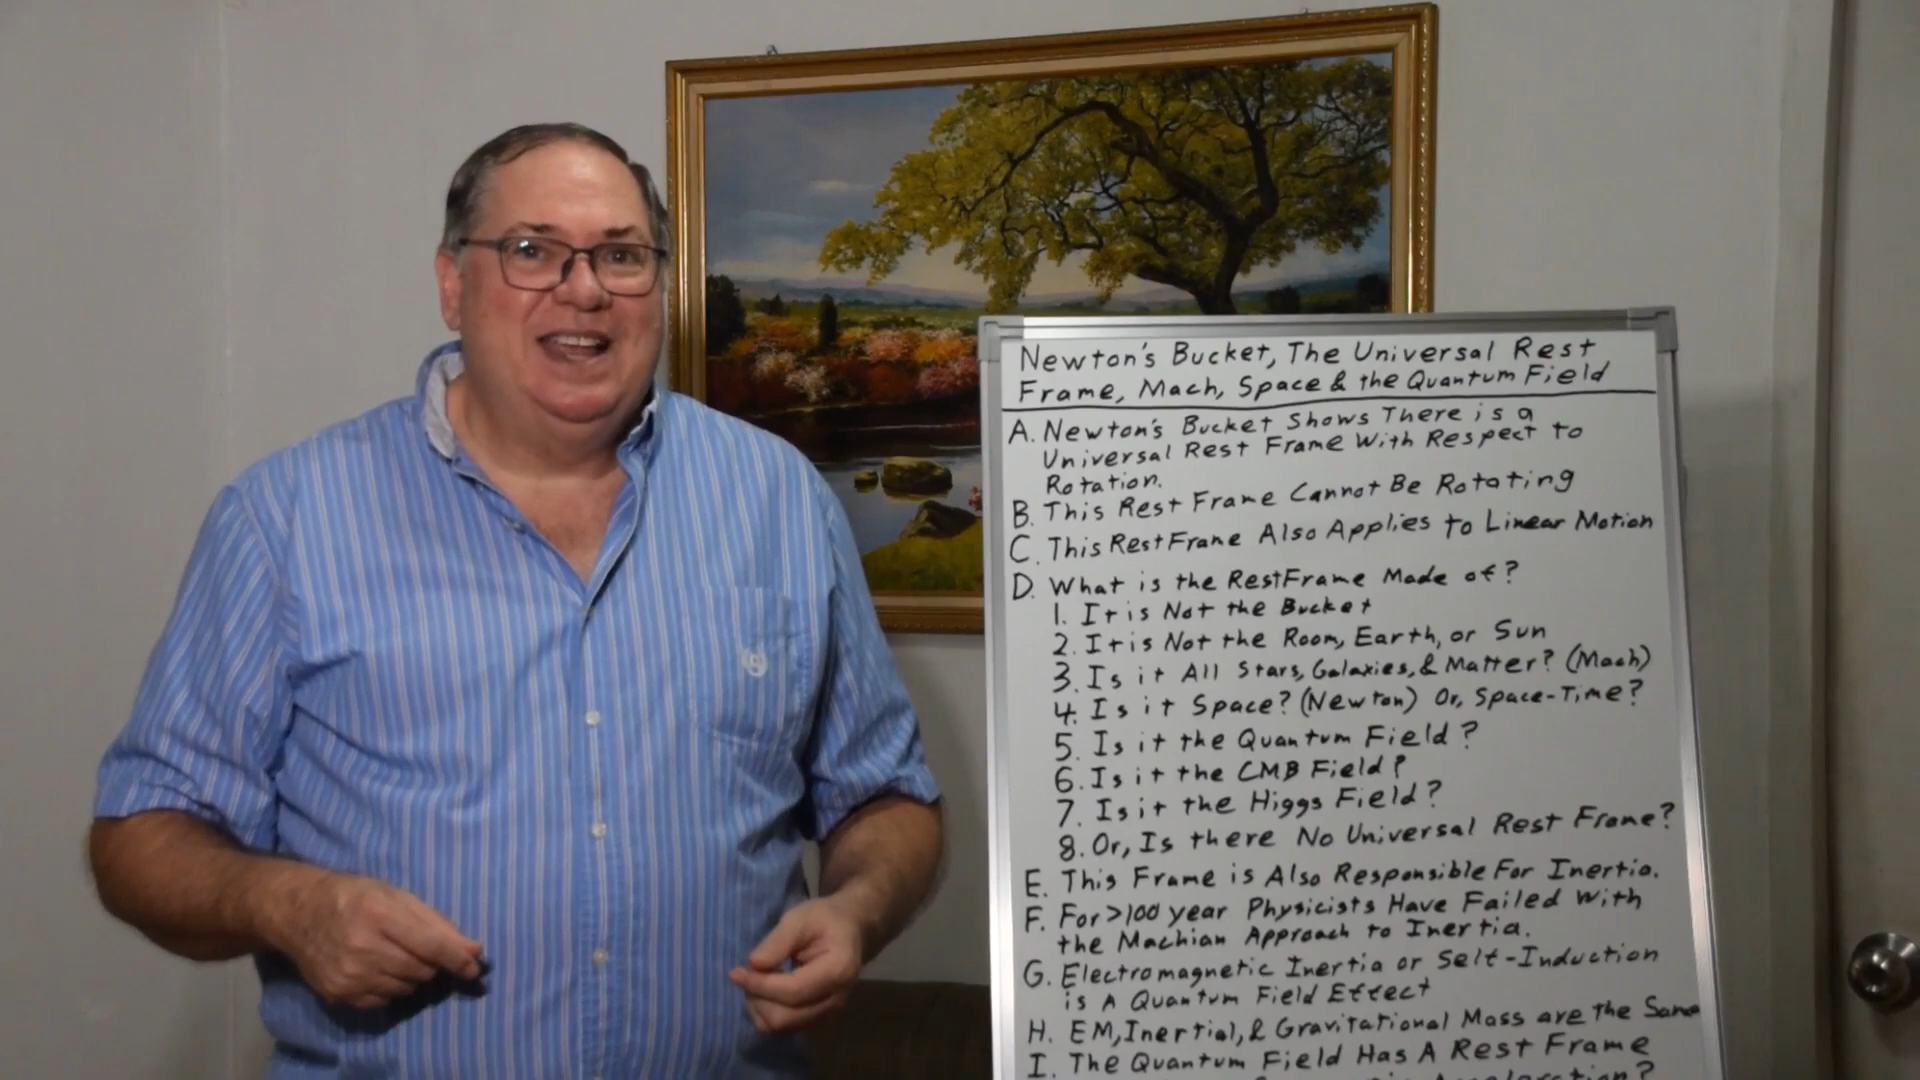 Newton's Bucket, The Universal Rest
Frame, Mach, Space & the Quantum Field
A. Newton's Bucket Shows There is a
Universal Rest Frame With Respect to
Rotation.
B. This Rest Frame Cannot Be Rotating
C. This Rest Frame Also Applies to Linear Motion
D. What is the Rest Frame Made of?
1. It is Not the Bucket
2. It is Not the Room, Earth, or Sun
3. Is it All Stars, Galaxies, & Matter? (Mach)
4. Is it Space? (Newton) Or, Space-Time?
5. Is it the Quantum Field?
6. Is it the CMB Field?
7. Is it the Higgs Field?
8. Or, Is there No Universal Rest Frame?
E. This Frame is Also Responsible For Inertia.
F. For >100 year Physicists Have Failed With
the Machian Approach to Inertia.
G. Electromagnetic Inertia or Self-Induction
is A Quantum Field Effect
H. EM, Inertial, & Gravitational Mass are the Same
I. The Quantum Field Has A Rest Frame